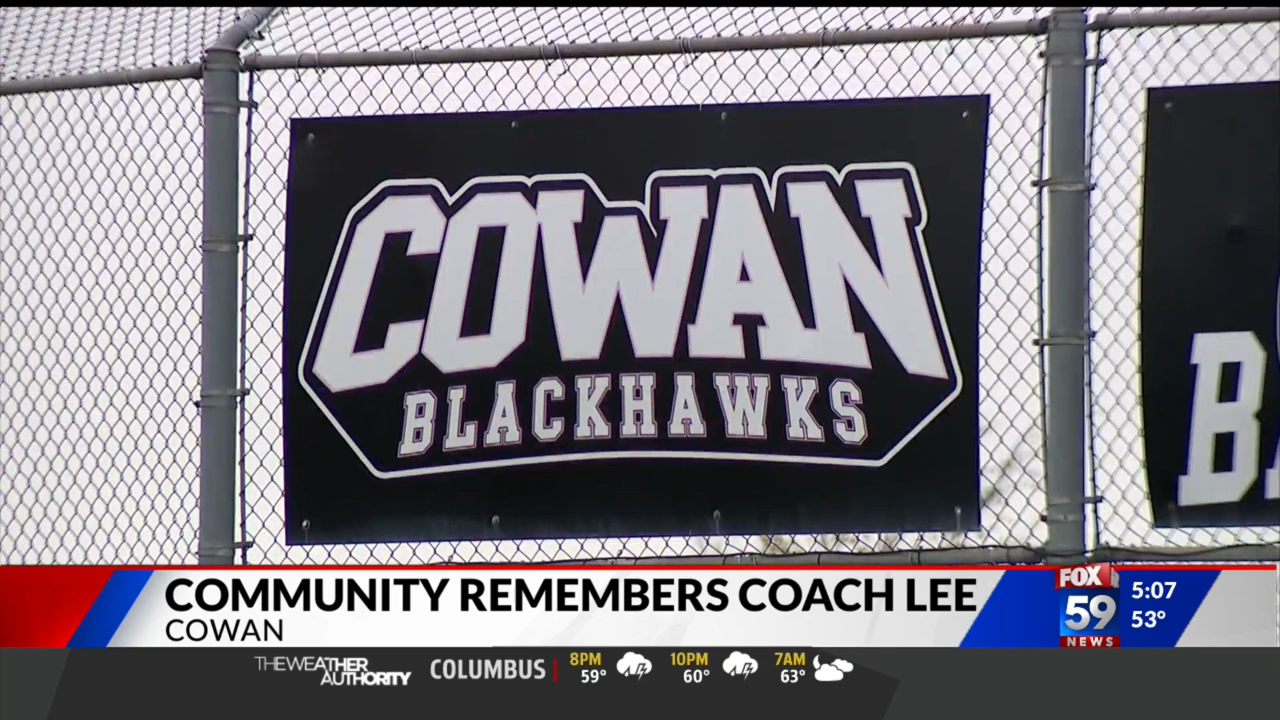 COWAN
BLACKHAWKS
B
COMMUNITY REMEMBERS COACH LEE
COWAN
FOX
59
NEWS
5:07
53°
THE WEATHER
AUTHORITY
COLUMBUS
8PM
59°
10PM
60°
7AM
63°